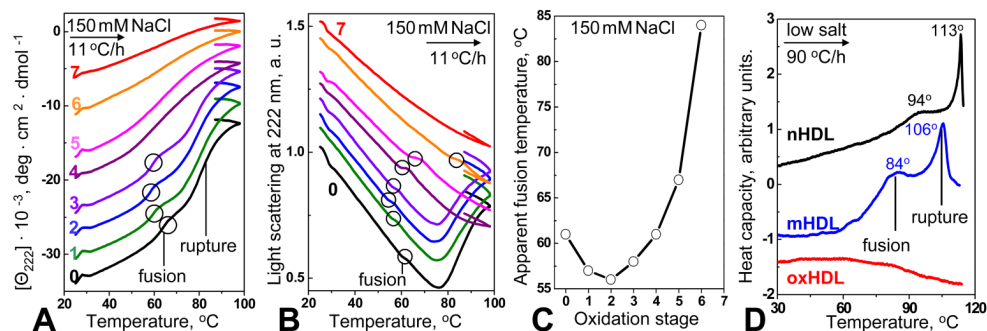 150 mM NaCl
11 °C/h
0
-10
-20
-30
7
6
5
4
3
2
1
0
rupture
fusion
20 40 60 80 100
A
Temperature, °C
[Θ222] · 10⁻³, deg · cm² · dmol⁻¹
150 mM NaCl
11 °C/h
1.5
1.0
0.5
7
0
fusion
20 40 60 80 100
B
Temperature, °C
Light scattering at 222 nm, a. u.
150 mM NaCl
85
80
75
70
65
60
55
0 1 2 3 4 5 6 7
C
Oxidation stage
Apparent fusion temperature, °C
low salt
90 °C/h
113°
94°
nHDL
106°
84°
mHDL
rupture
fusion
oxHDL
3
2
1
0
-1
-2
30 60 90 120
D
Temperature, °C
Heat capacity, arbitrary units.